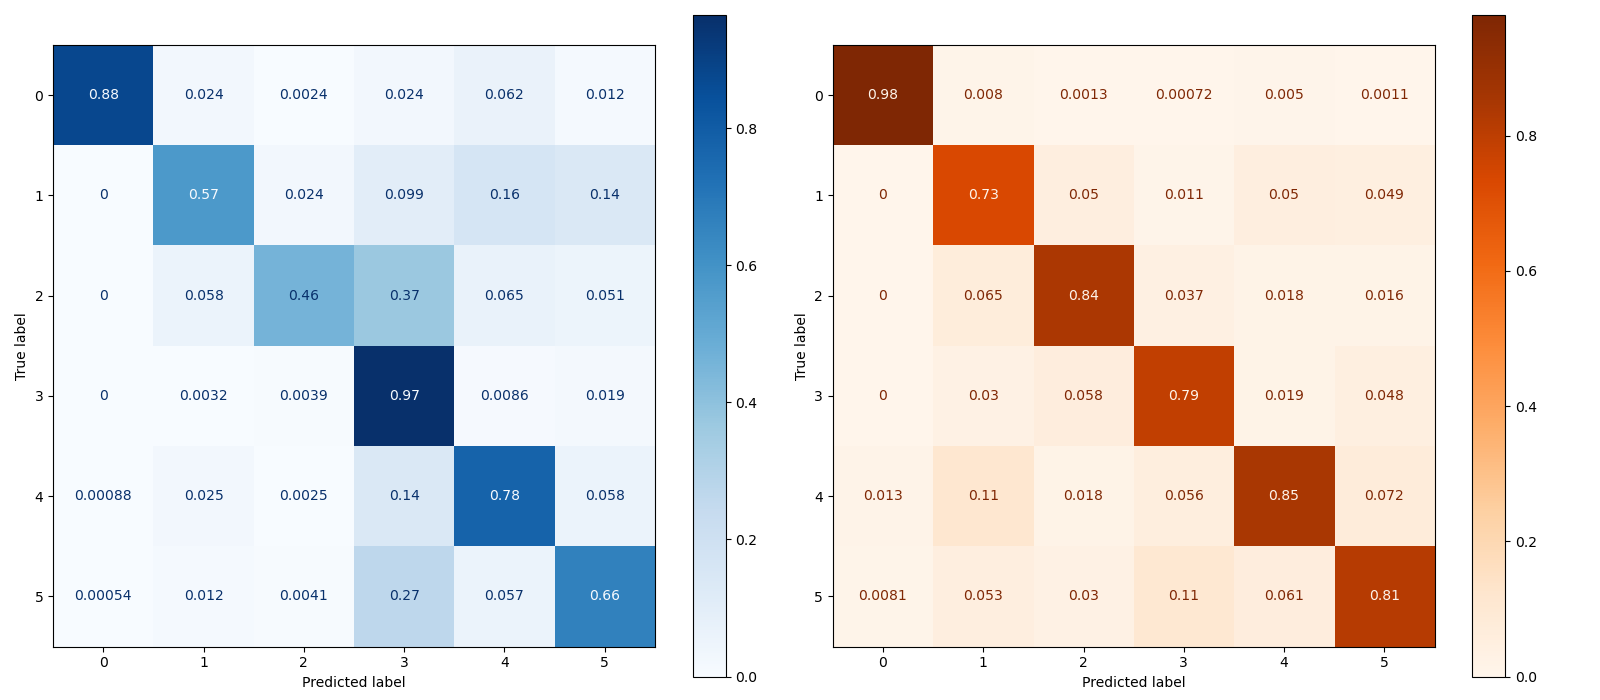 0 0.88 0.024 0.0024 0.024 0.062 0.012
1 0 0.57 0.024 0.099 0.16 0.14
2 0 0.058 0.46 0.37 0.065 0.051
3 0 0.0032 0.0039 0.97 0.0086 0.019
4 0.00088 0.025 0.0025 0.14 0.78 0.058
5 0.00054 0.012 0.0041 0.27 0.057 0.66
0 1 2 3 4 5
Predicted label
True label
0.8
0.6
0.4
0.2
0.0
0 0.98 0.008 0.0013 0.00072 0.005 0.0011
1 0 0.73 0.05 0.011 0.05 0.049
2 0 0.065 0.84 0.037 0.018 0.016
3 0 0.03 0.058 0.79 0.019 0.048
4 0.013 0.11 0.018 0.056 0.85 0.072
5 0.0081 0.053 0.03 0.11 0.061 0.81
0 1 2 3 4 5
Predicted label
True label
0.8
0.6
0.4
0.2
0.0